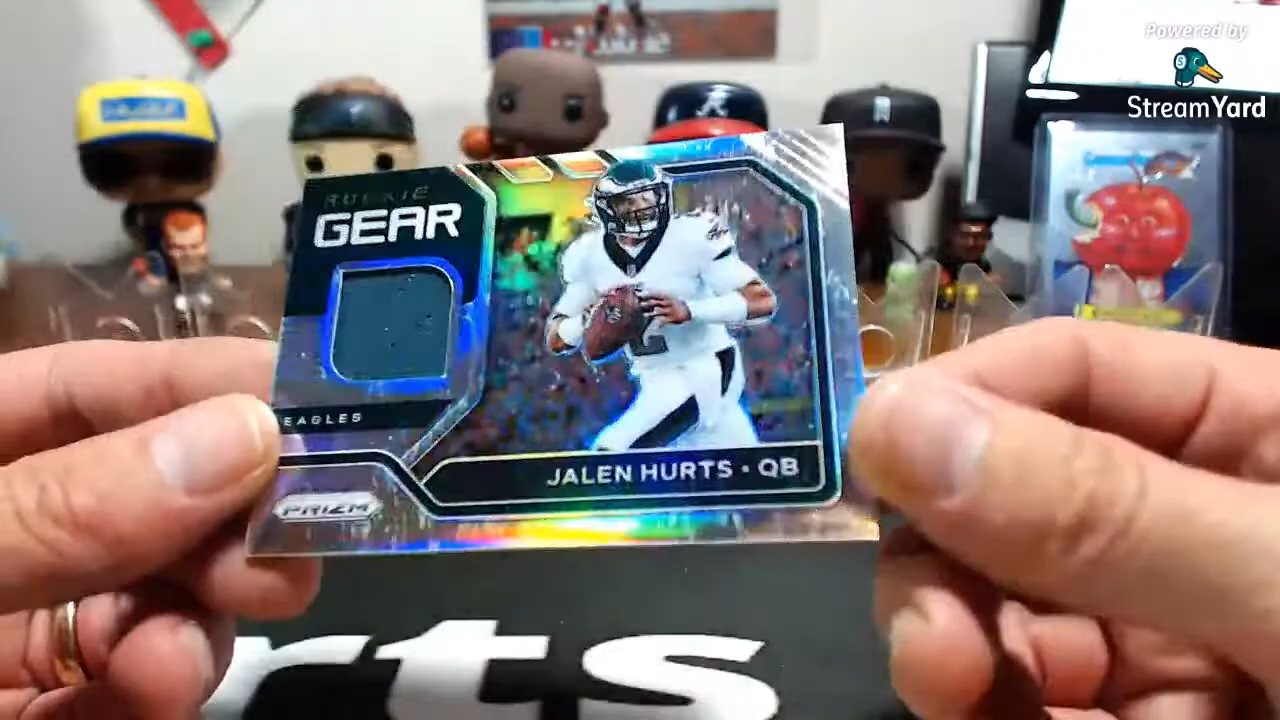 Powered by
StreamYard
ROOKIE
GEAR
EAGLES
JALEN HURTS • QB
PRIZM
rts